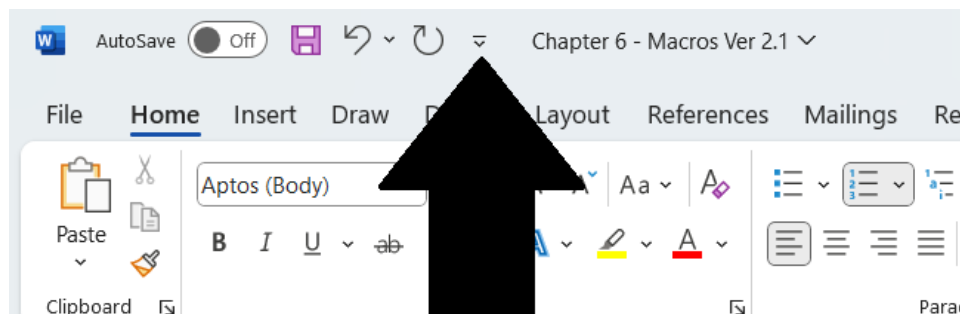 AutoSave Off Chapter 6 - Macros Ver 2.1
File Home Insert Draw Layout References Mailings
Aptos (Body) Aa
Paste B I U ab A
Clipboard